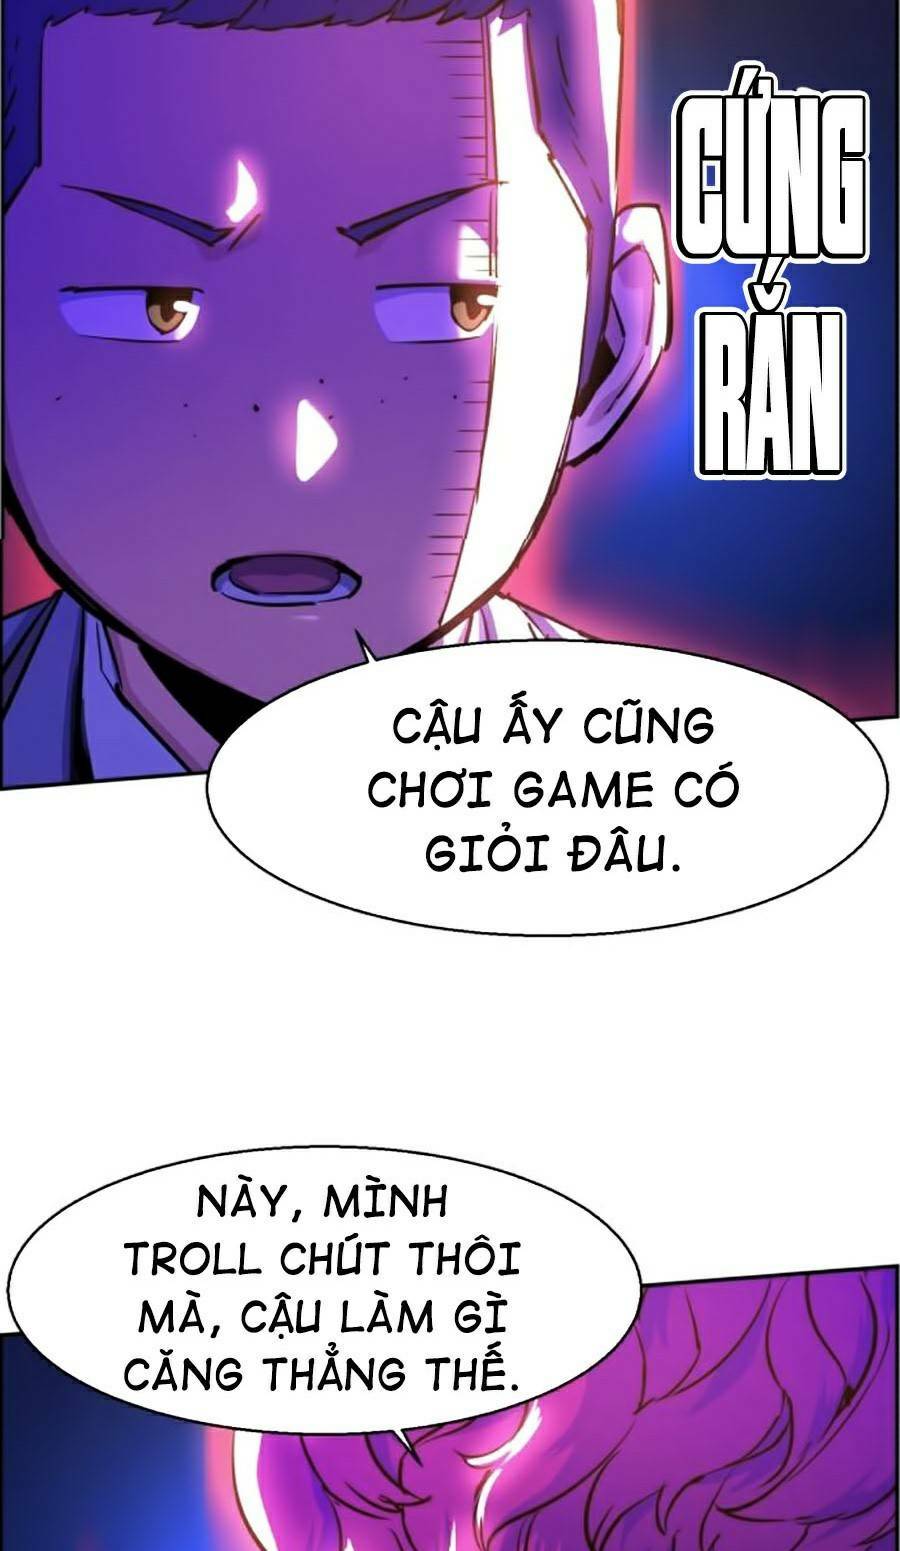 CỨNG
RẮN
CẬU ẤY CŨNG
CHƠI GAME CÓ
GIỎI ĐÂU.
NÀY, MÌNH
TROLL CHÚT THÔI
MÀ, CẬU LÀM GÌ
CĂNG THẲNG THẾ.